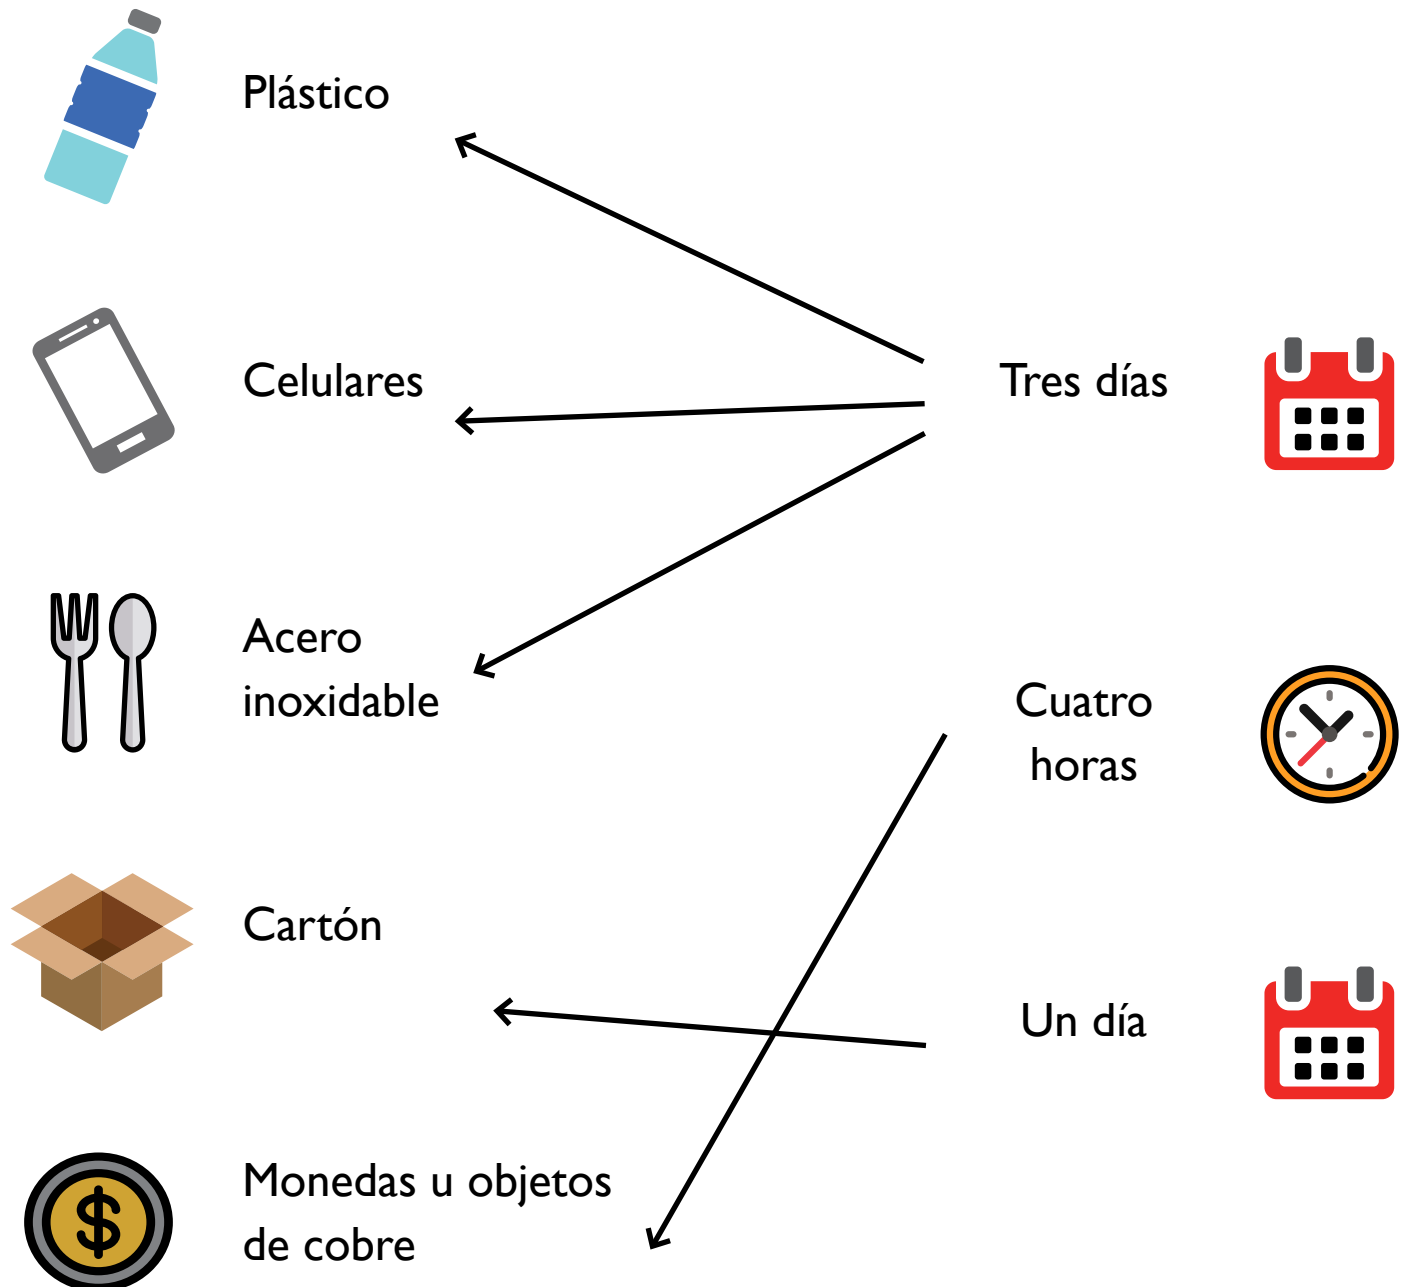 Plástico
Celulares
Tres días
Acero
inoxidable
Cuatro
horas
Cartón
Un día
Monedas u objetos
de cobre
$